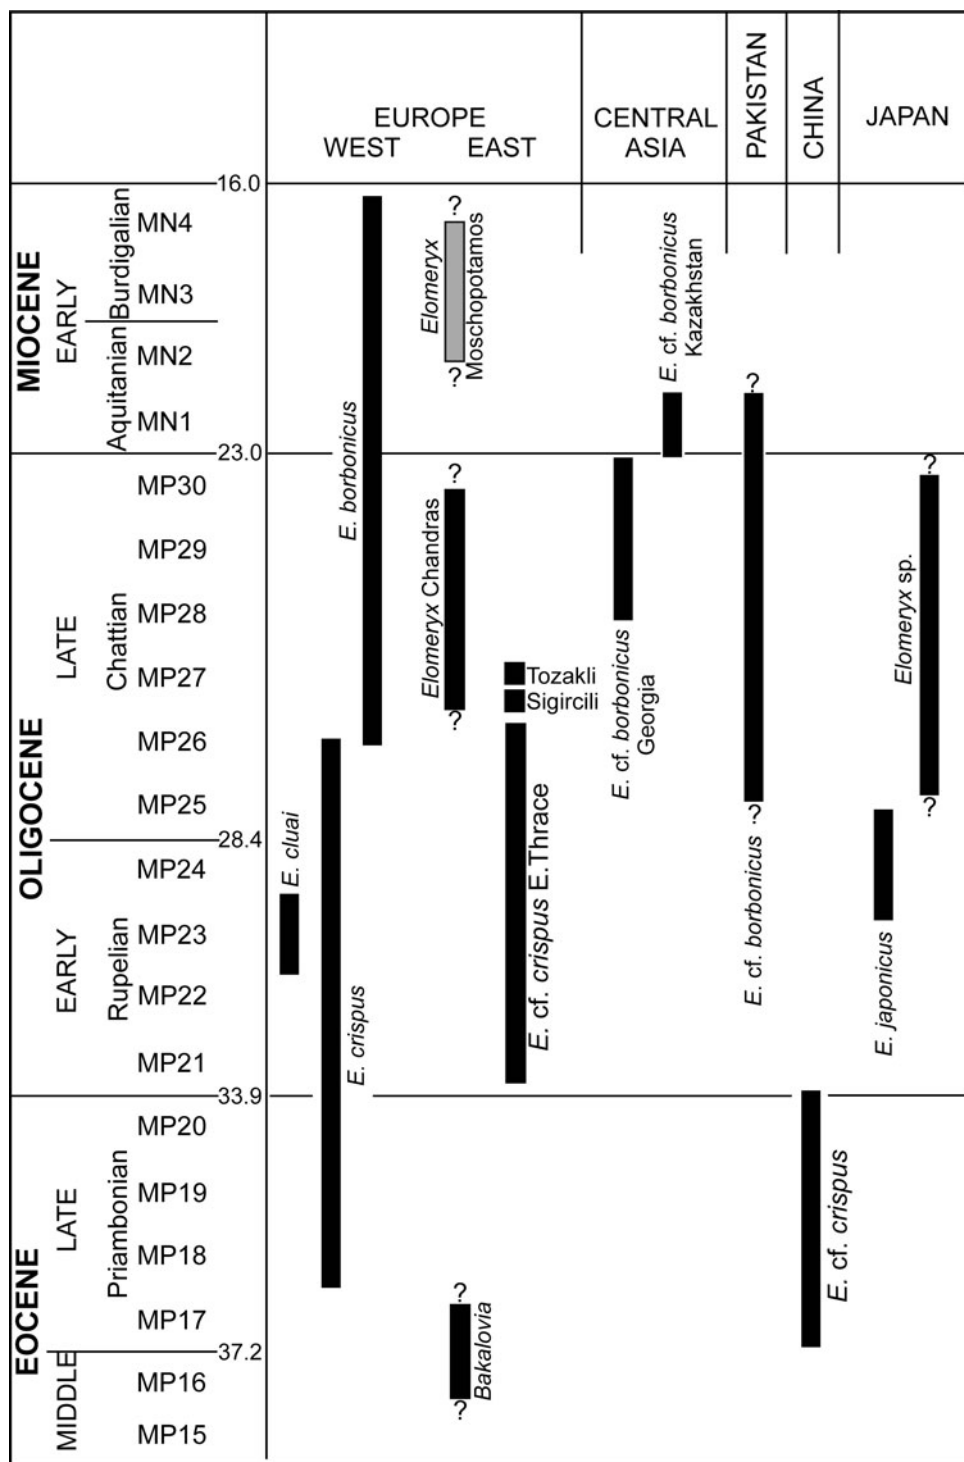 EUROPE
WEST
EAST
CENTRAL
ASIA
PAKISTAN
CHINA
JAPAN
MIOCENE
EARLY
Burdigalian
Aquitanian
OLIGOCENE
LATE
Chattian
EARLY
Rupelian
EOCENE
LATE
Priambonian
MIDDLE
MN4
MN3
MN2
MN1
MP30
MP29
MP28
MP27
MP26
MP25
MP24
MP23
MP22
MP21
MP20
MP19
MP18
MP17
MP16
MP15
16.0
23.0
28.4
33.9
37.2
E. cluai
E. crispus
E. borbonicus
?
Elomeryx
Moschopotamos
?
?
Elomeryx Chandras
?
Tozakli
Sigircili
E. cf. crispus E.Thrace
?
Bakalovia
?
E. cf. borbonicus
Georgia
E. cf. borbonicus
Kazakhstan
?
?
E. cf. borbonicus
E. cf. crispus
E. japonicus
?
Elomeryx sp.
?